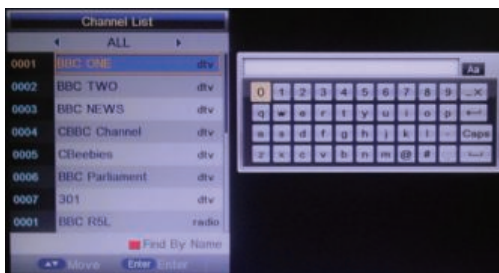 Channel List
ALL
0001 BBC ONE dtv
0002 BBC TWO dtv
0003 BBC NEWS dtv
0004 CBBC Channel dtv
0005 CBeebies dtv
0006 BBC Parliament dtv
0007 301 dtv
0001 BBC R5L radio
Find By Name
Move Enter Enter
Aa
0 1 2 3 4 5 6 7 8 9
q w e r t y u i o p
a s d f g h j k l - Caps
z x c v b n m @ #